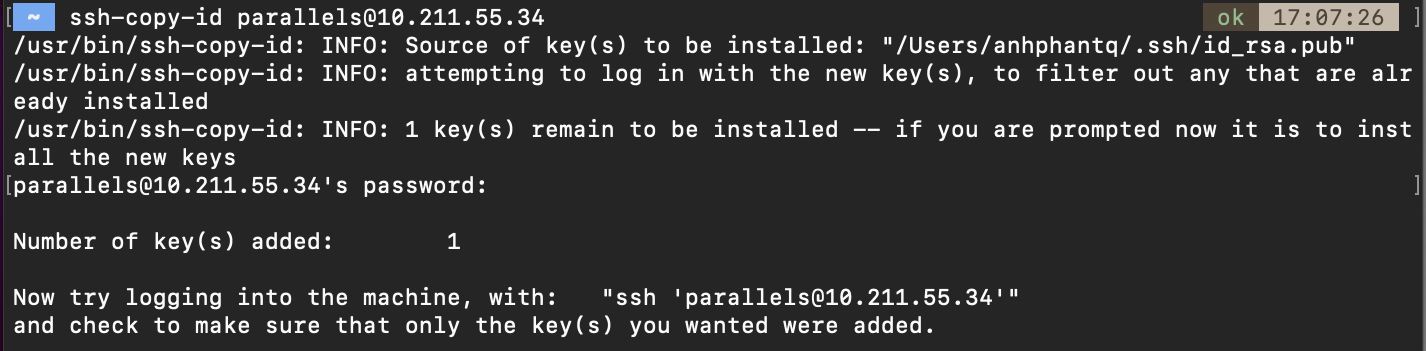 [ ~ ssh-copy-id parallels@10.211.55.34 ok 17:07:26 ]
/usr/bin/ssh-copy-id: INFO: Source of key(s) to be installed: "/Users/anhphantq/.ssh/id_rsa.pub"
/usr/bin/ssh-copy-id: INFO: attempting to log in with the new key(s), to filter out any that are alr
eady installed
/usr/bin/ssh-copy-id: INFO: 1 key(s) remain to be installed -- if you are prompted now it is to inst
all the new keys
[parallels@10.211.55.34's password: ]
Number of key(s) added: 1
Now try logging into the machine, with: "ssh 'parallels@10.211.55.34'"
and check to make sure that only the key(s) you wanted were added.